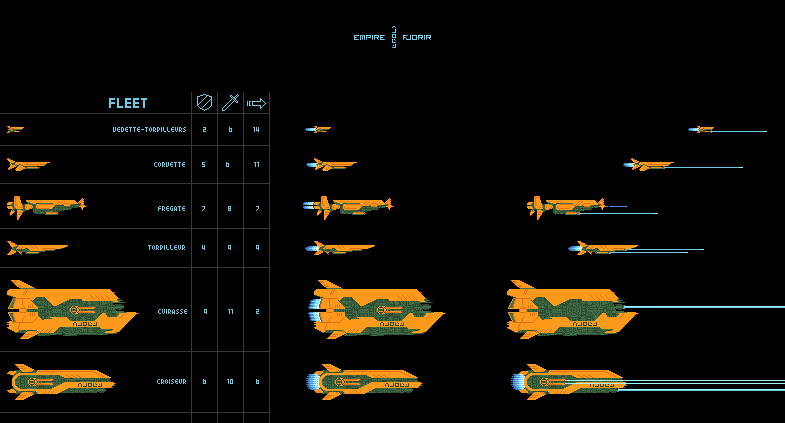 EMPIRE FJORIR
FLEET
VEDETTE-TORPILLEURS 2 6 14
CORVETTE 5 6 11
FREGATE 7 8 7
TORPILLEUR 4 9 9
CUIRASSE 9 11 2
CROISEUR 6 10 6